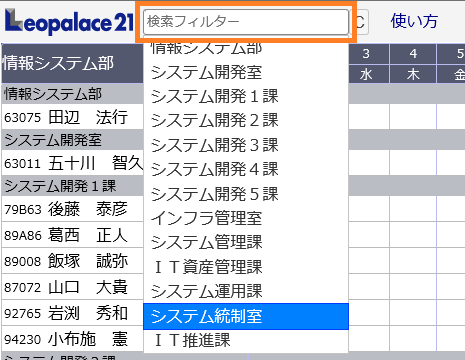 Leopalace21 検索フィルター C 使い方
情報システム部 3 4 5
水 木 金
情報システム部
63075 田辺 法行
システム開発室
63011 五十川 智久
システム開発１課
79B63 後藤 泰彦
89A86 葛西 正人
89008 飯塚 誠弥
87072 山口 大貴
92765 岩渕 秀和
94230 小布施 憲
情報システム部
システム開発室
システム開発１課
システム開発２課
システム開発３課
システム開発４課
システム開発５課
インフラ管理室
システム管理課
ＩＴ資産管理課
システム運用課
システム統制室
ＩＴ推進課